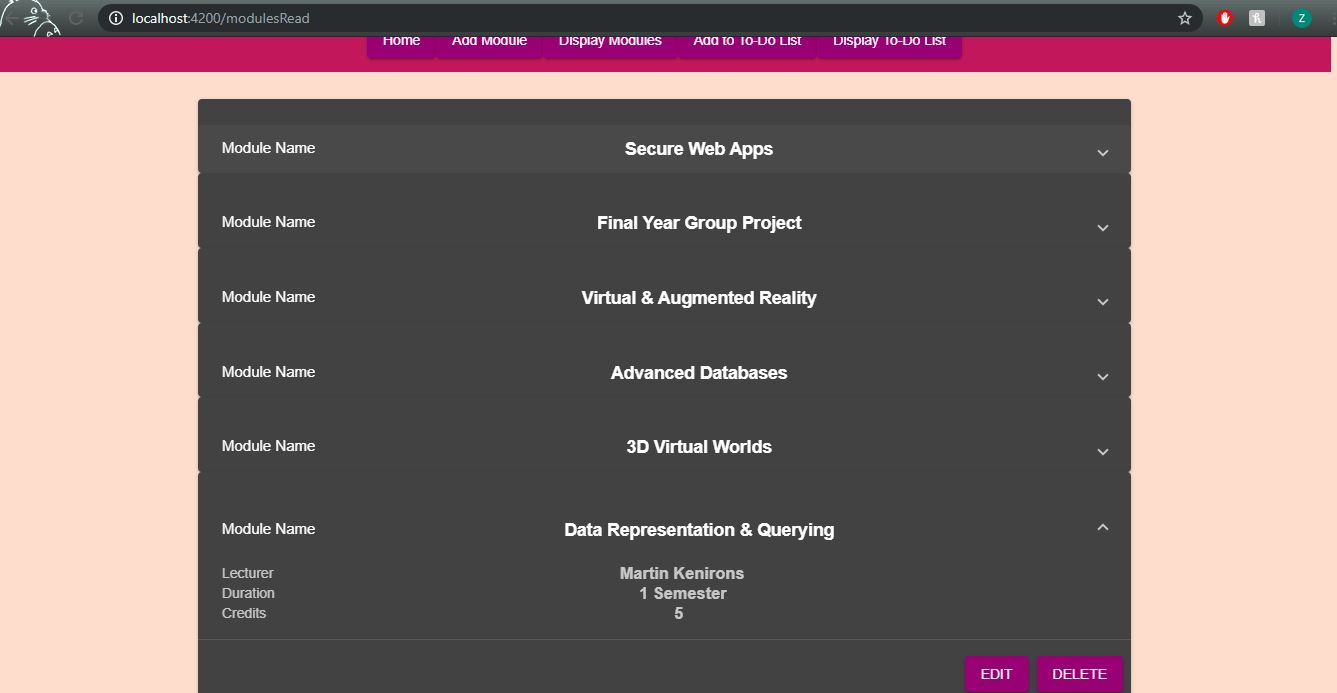 localhost:4200/modulesRead
Z
Home Add Module Display Modules Add to To-Do List Display To-Do List
Module Name Secure Web Apps
Module Name Final Year Group Project
Module Name Virtual & Augmented Reality
Module Name Advanced Databases
Module Name 3D Virtual Worlds
Module Name Data Representation & Querying
Lecturer Martin Kenirons
Duration 1 Semester
Credits 5
EDIT DELETE